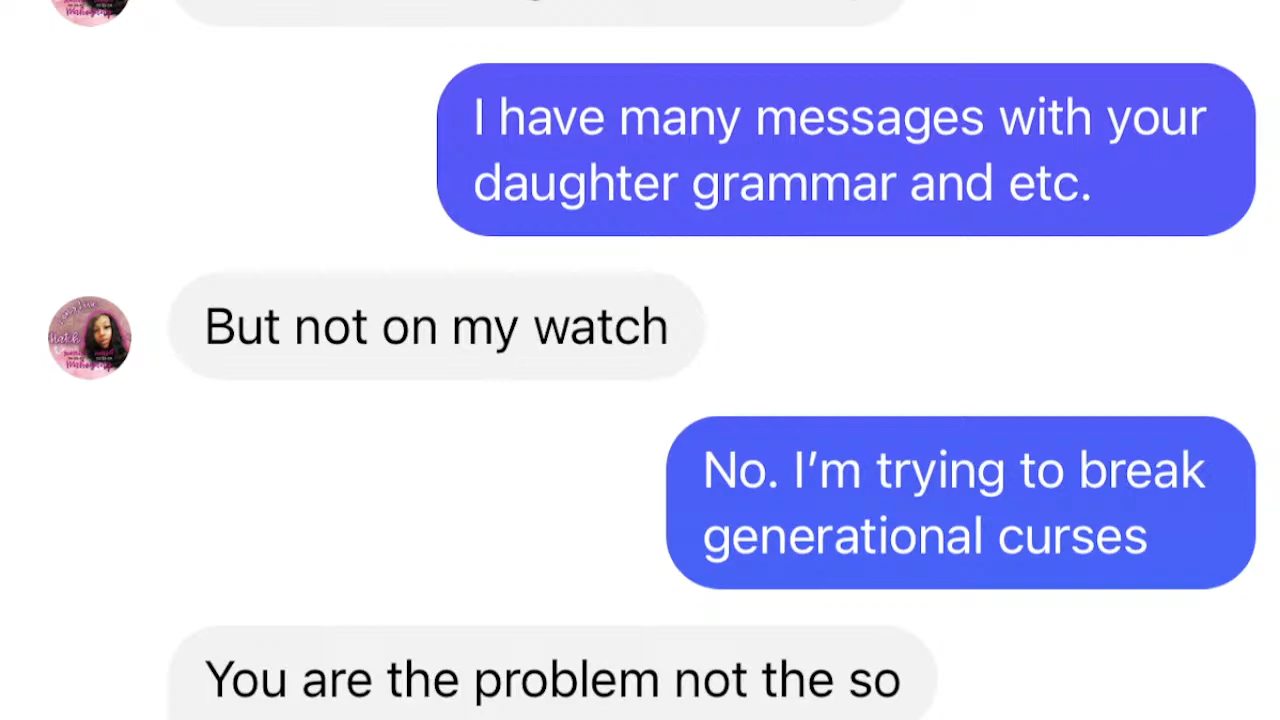 I have many messages with your
daughter grammar and etc.
But not on my watch
No. I’m trying to break
generational curses
You are the problem not the so